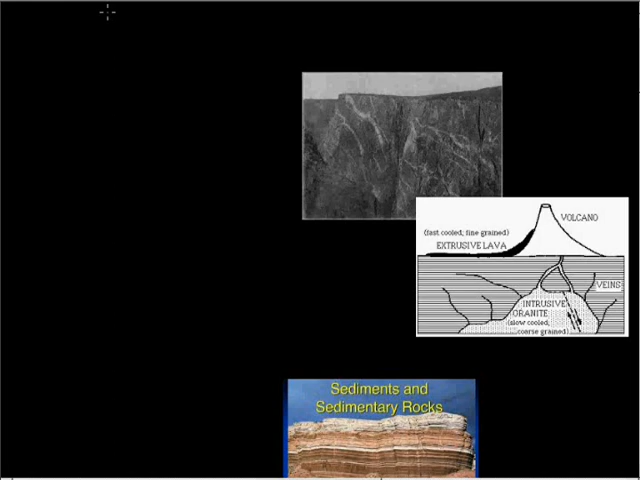 VOLCANO
(fast cooled; fine grained)
EXTRUSIVE LAVA
VEINS
INTRUSIVE
GRANITE
(slow cooled;
coarse grained)
Sediments and
Sedimentary Rocks